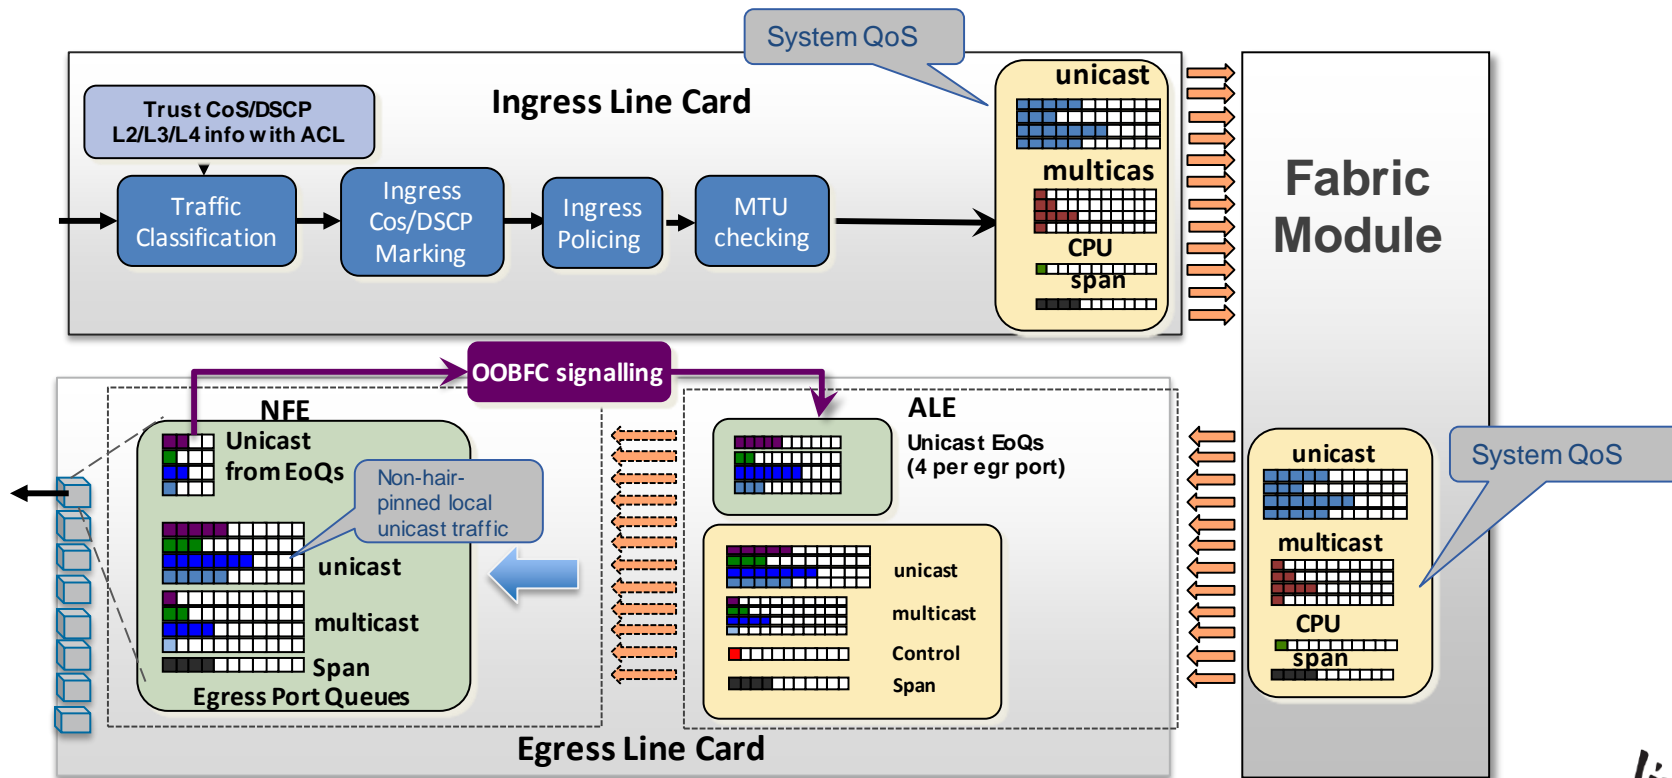 System QoS
Ingress Line Card
Trust CoS/DSCP
L2/L3/L4 info with ACL
Traffic
Classification
Ingress
Cos/DSCP
Marking
Ingress
Policing
MTU
checking
unicast
multicas
CPU
span
Fabric
Module
OOBFC signalling
NFE
Unicast
from EoQs
Non-hair-
pinned local
unicast traffic
unicast
multicast
Span
Egress Port Queues
ALE
Unicast EoQs
(4 per egr port)
unicast
multicast
Control
Span
unicast
multicast
CPU
span
System QoS
Egress Line Card